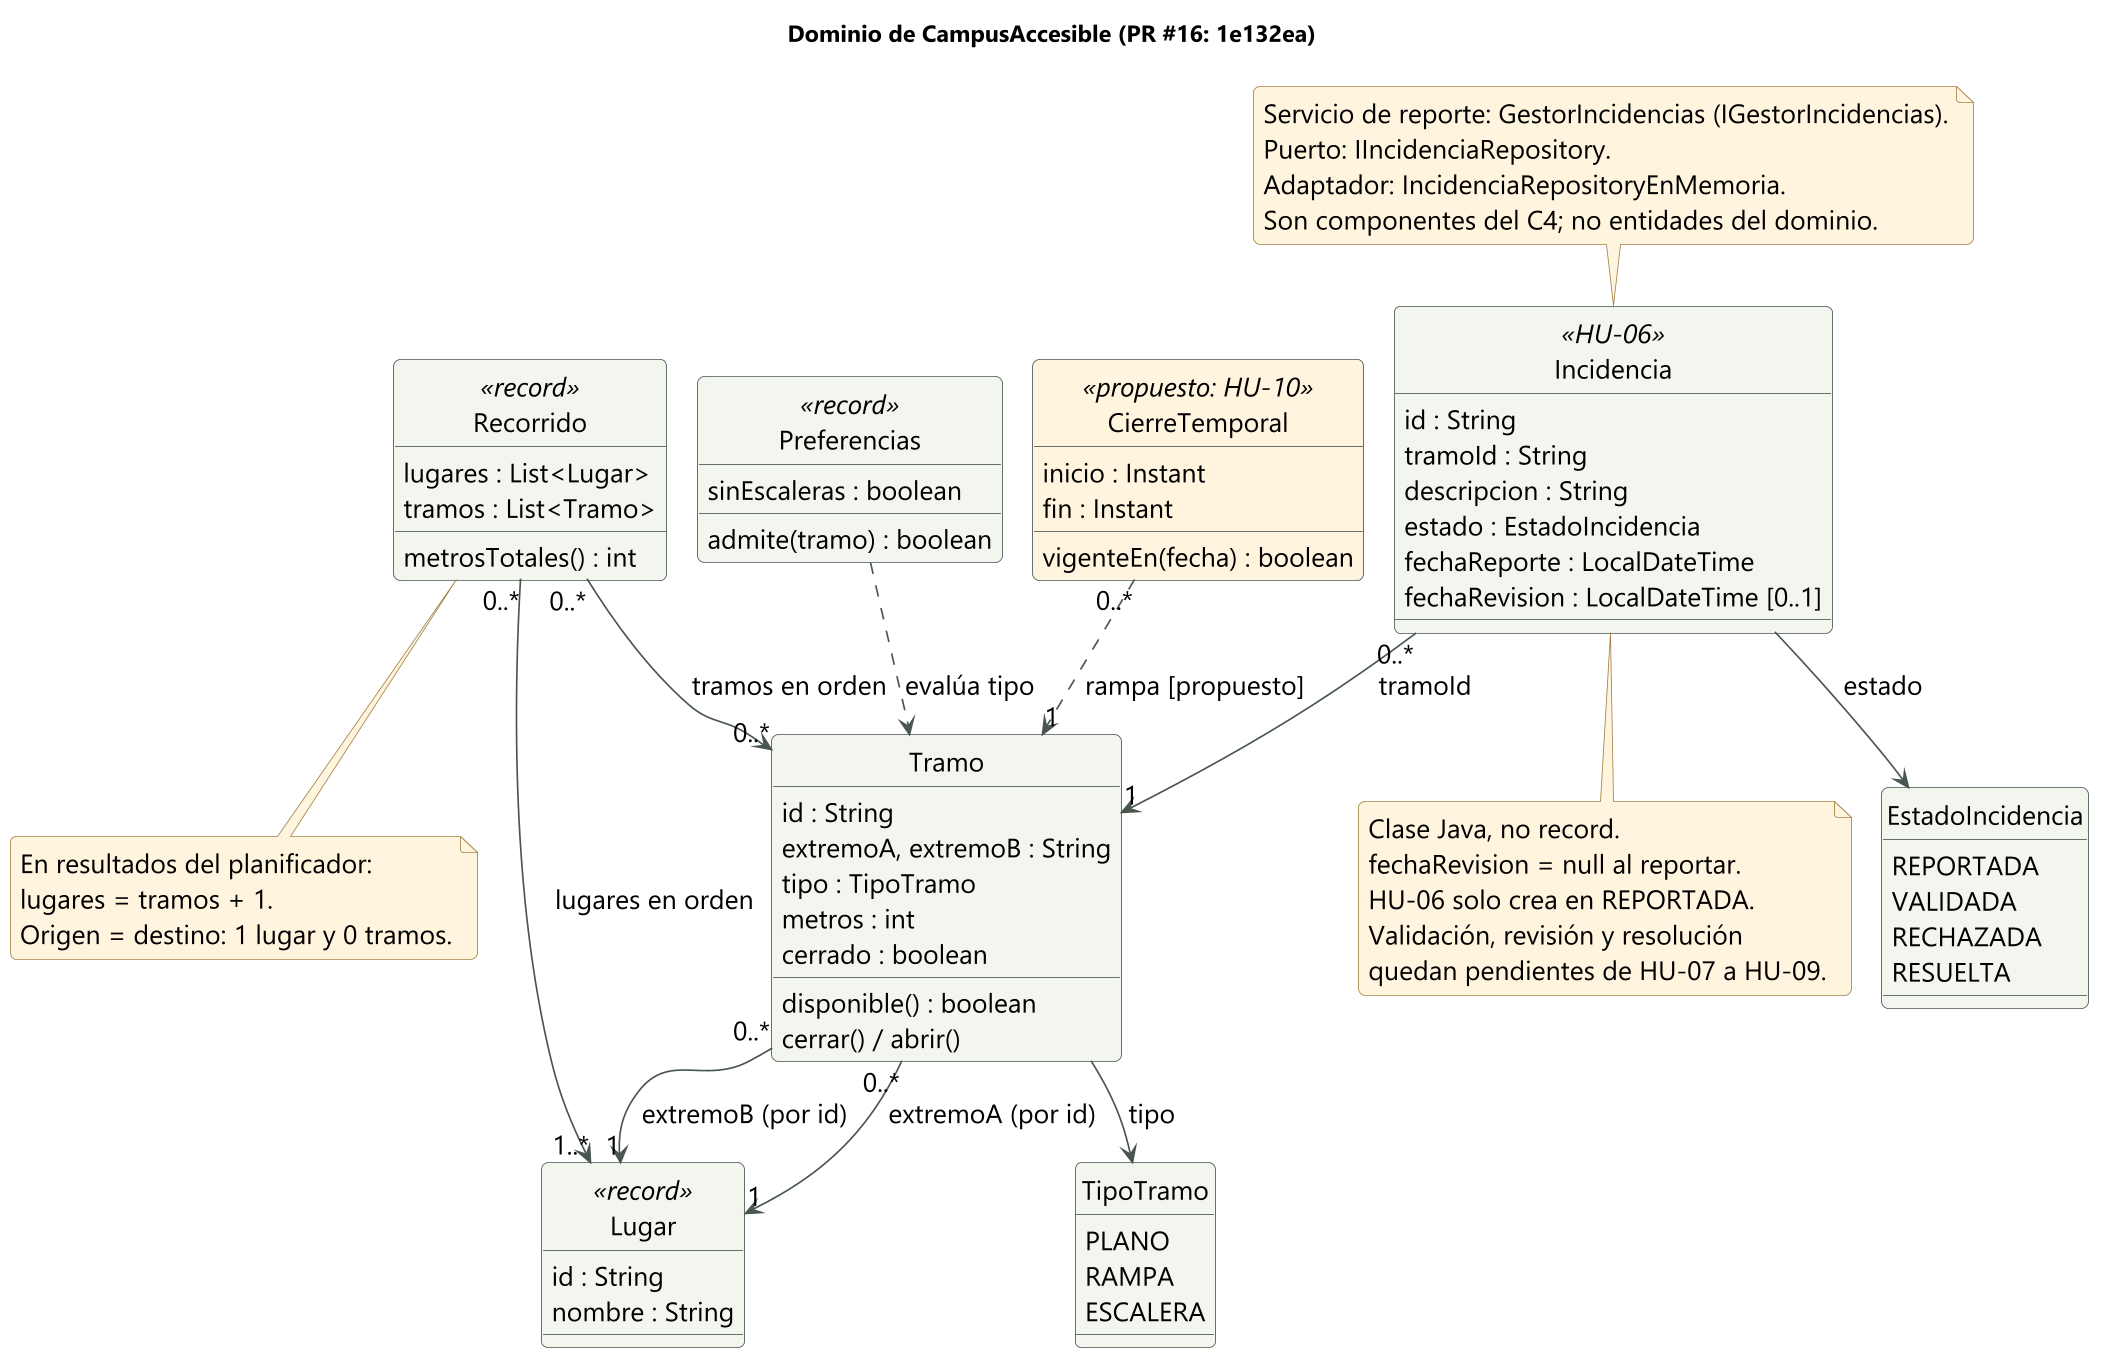 Dominio de CampusAccesible (PR #16: 1e132ea)
Servicio de reporte: GestorIncidencias (IGestorIncidencias).
Puerto: IIncidenciaRepository.
Adaptador: IncidenciaRepositoryEnMemoria.
Son componentes del C4; no entidades del dominio.
«record»
Recorrido
lugares : List<Lugar>
tramos : List<Tramo>
metrosTotales() : int
«record»
Preferencias
sinEscaleras : boolean
admite(tramo) : boolean
«propuesto: HU-10»
CierreTemporal
inicio : Instant
fin : Instant
vigenteEn(fecha) : boolean
«HU-06»
Incidencia
id : String
tramoId : String
descripcion : String
estado : EstadoIncidencia
fechaReporte : LocalDateTime
fechaRevision : LocalDateTime [0..1]
0..*
0..*
0..*
0..*
tramos en orden
evalúa tipo
rampa [propuesto]
tramoId
estado
0..*
1
1
En resultados del planificador:
lugares = tramos + 1.
Origen = destino: 1 lugar y 0 tramos.
lugares en orden
Tramo
id : String
extremoA, extremoB : String
tipo : TipoTramo
metros : int
cerrado : boolean
disponible() : boolean
cerrar() / abrir()
Clase Java, no record.
fechaRevision = null al reportar.
HU-06 solo crea en REPORTADA.
Validación, revisión y resolución
quedan pendientes de HU-07 a HU-09.
EstadoIncidencia
REPORTADA
VALIDADA
RECHAZADA
RESUELTA
0..*
0..*
extremoB (por id)
extremoA (por id)
tipo
1..*
1
1
«record»
Lugar
id : String
nombre : String
TipoTramo
PLANO
RAMPA
ESCALERA